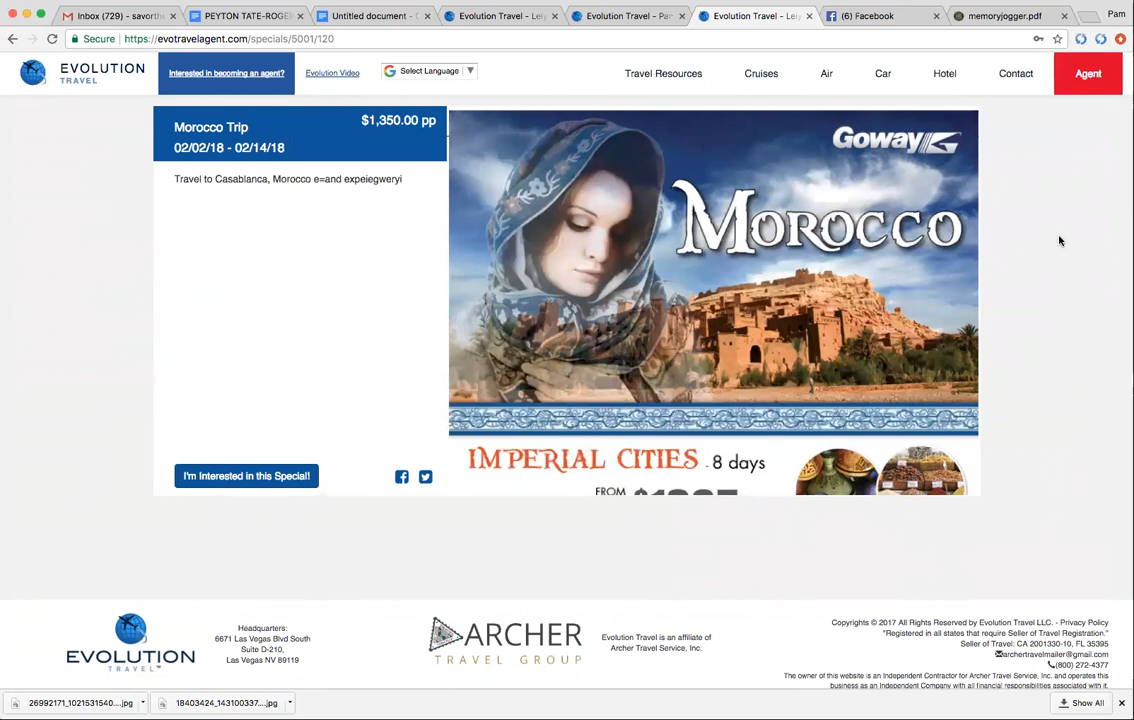 Inbox (729) - savorthe
PEYTON TATE-ROGE
Untitled document - G
Evolution Travel - Leiy
Evolution Travel - Par
Evolution Travel - Leiy
(6) Facebook
memoryjogger.pdf
Pam
Secure
https://evotravelagent.com/specials/5001/120
EVOLUTION
TRAVEL
Interested in becoming an agent?
Evolution Video
Select Language
Travel Resources
Cruises
Air
Car
Hotel
Contact
Agent
Morocco Trip
$1,350.00 pp
02/02/18 - 02/14/18
Travel to Casablanca, Morocco e=and expeiegweryi
I'm Interested in this Special!
Goway
MOROCCO
IMPERIAL CITIES - 8 days
FROM
EVOLUTION
TRAVEL™
Headquarters:
6671 Las Vegas Blvd South
Suite D-210,
Las Vegas NV 89119
ARCHER
TRAVEL GROUP
Evolution Travel is an affiliate of
Archer Travel Service, Inc.
Copyrights © 2017 All Rights Reserved by Evolution Travel LLC. - Privacy Policy
"Registered in all states that require Seller of Travel Registration."
Seller of Travel: CA 2001330-10, FL 35395
archertravelmailer@gmail.com
(800) 272-4377
The owner of this website is an Independent Contractor for Archer Travel Service, Inc. and operates this
business as an Independent Company with all financial responsibilities associated with it.
26992171_1021531540....jpg
18403424_143100337....jpg
Show All